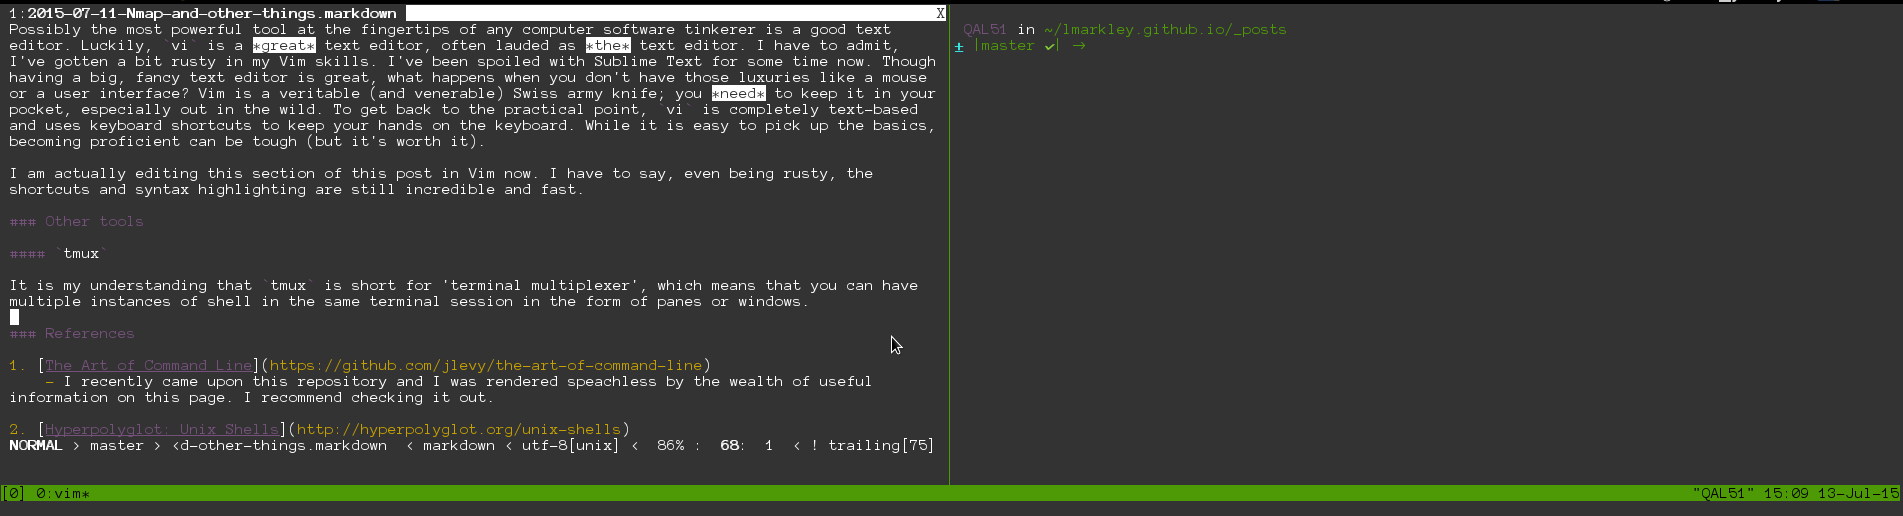 1:2015-07-11-Nmap-and-other-things.markdown X
Possibly the most powerful tool at the fingertips of any computer software tinkerer is a good text
editor. Luckily, `vi` is a *great* text editor, often lauded as *the* text editor. I have to admit,
I've gotten a bit rusty in my Vim skills. I've been spoiled with Sublime Text for some time now. Though
having a big, fancy text editor is great, what happens when you don't have those luxuries like a mouse
or a user interface? Vim is a veritable (and venerable) Swiss army knife; you *need* to keep it in your
pocket, especially out in the wild. To get back to the practical point, `vi` is completely text-based
and uses keyboard shortcuts to keep your hands on the keyboard. While it is easy to pick up the basics,
becoming proficient can be tough (but it's worth it).
I am actually editing this section of this post in Vim now. I have to say, even being rusty, the
shortcuts and syntax highlighting are still incredible and fast.
### Other tools
#### `tmux`
It is my understanding that `tmux` is short for 'terminal multiplexer', which means that you can have
multiple instances of shell in the same terminal session in the form of panes or windows.
### References
1. [The Art of Command Line](https://github.com/jlevy/the-art-of-command-line)
- I recently came upon this repository and I was rendered speachless by the wealth of useful
information on this page. I recommend checking it out.
2. [Hyperpolyglot: Unix Shells](http://hyperpolyglot.org/unix-shells)
NORMAL > master > <d-other-things.markdown < markdown < utf-8[unix] < 86% : 68: 1 < ! trailing[75]
QAL51 in ~/lmarkley.github.io/_posts
± |master ✔| →
[0] 0:vim*
"QAL51" 15:09 13-Jul-15